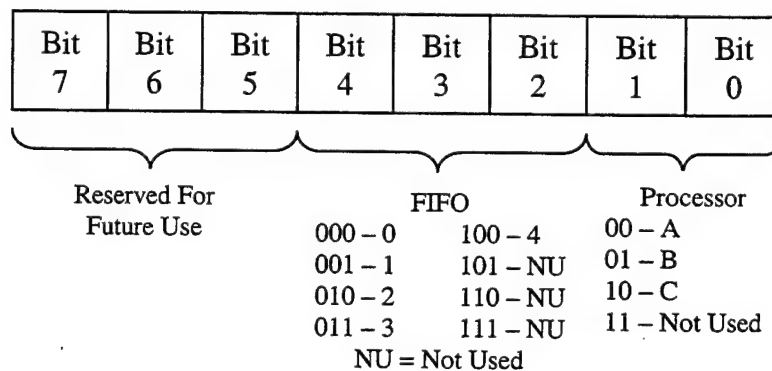 Bit Bit Bit Bit Bit Bit Bit Bit
7 6 5 4 3 2 1 0
Reserved For
Future Use
FIFO
000 – 0 100 – 4
001 – 1 101 – NU
010 – 2 110 – NU
011 – 3 111 – NU
NU = Not Used
Processor
00 – A
01 – B
10 – C
11 – Not Used